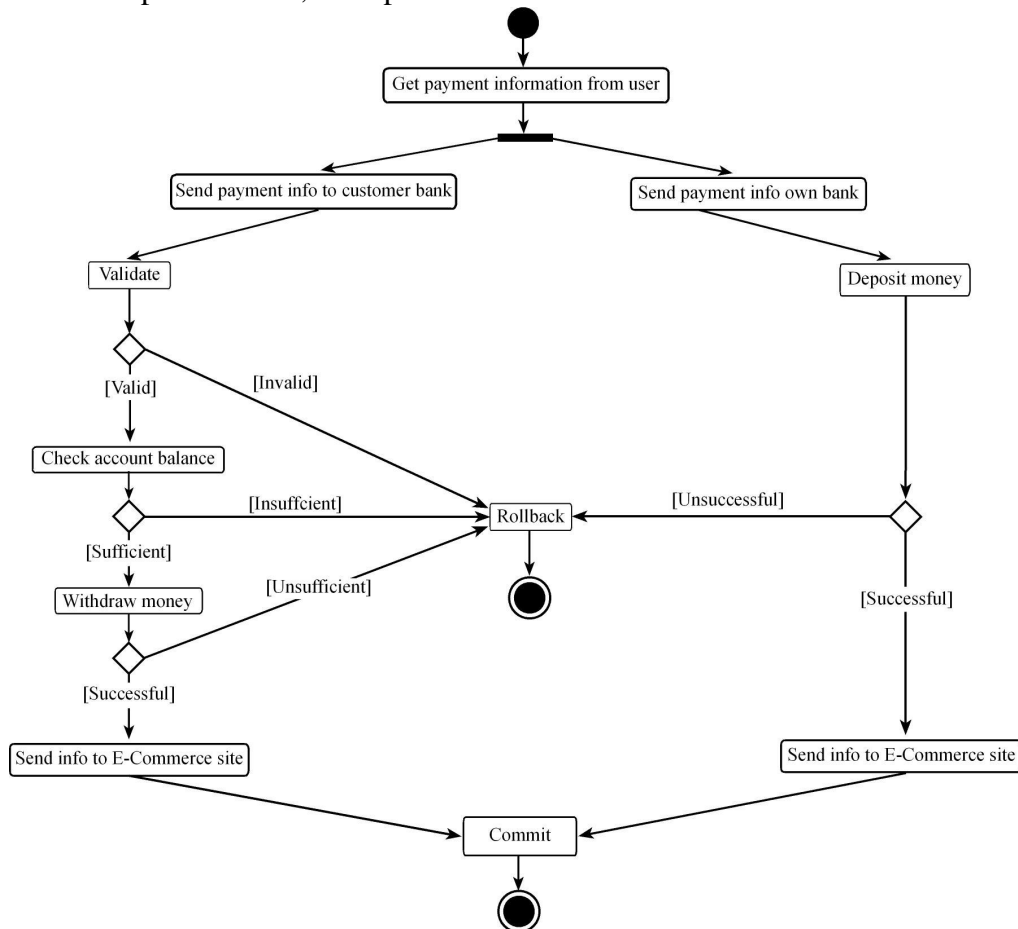 Get payment information from user
Send payment info to customer bank
Send payment info own bank
Validate
Deposit money
[Valid]
[Invalid]
Check account balance
[Insuffcient]
[Unsuccessful]
Rollback
[Sufficient]
[Unsufficient]
Withdraw money
[Successful]
[Successful]
Send info to E-Commerce site
Send info to E-Commerce site
Commit